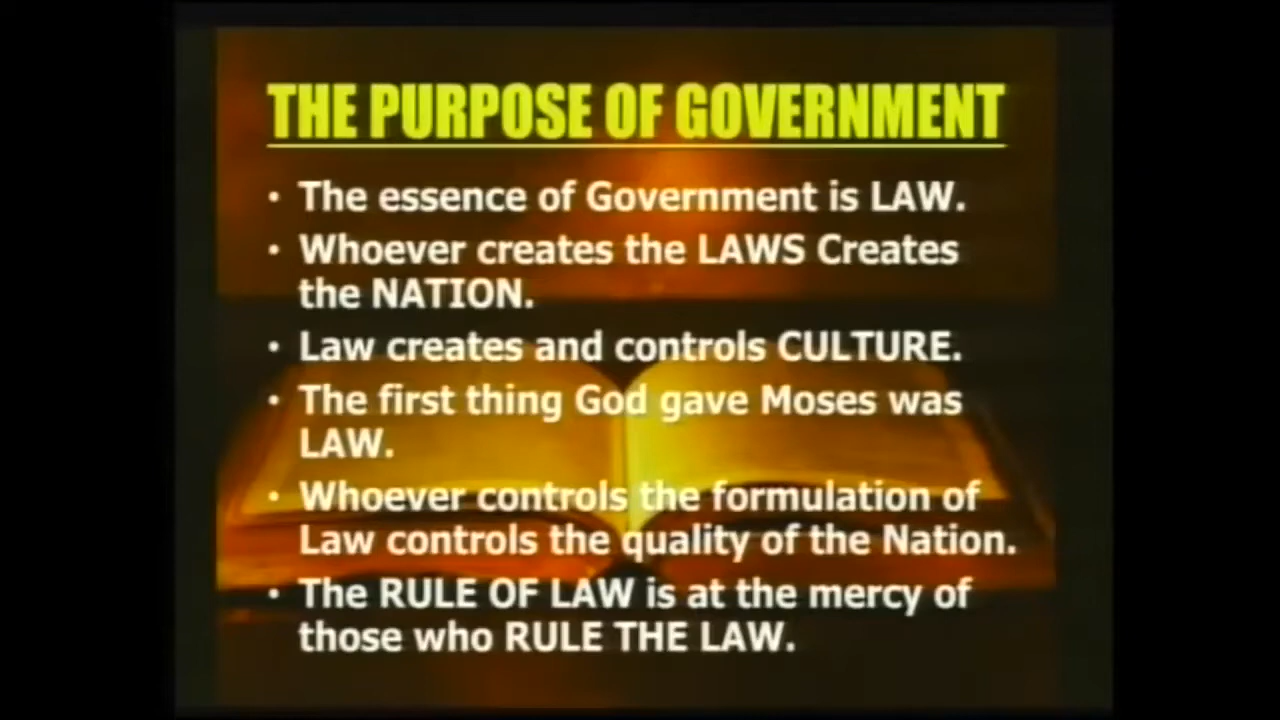 THE PURPOSE OF GOVERNMENT
• The essence of Government is LAW.
• Whoever creates the LAWS Creates
the NATION.
• Law creates and controls CULTURE.
• The first thing God gave Moses was
LAW.
• Whoever controls the formulation of
Law controls the quality of the Nation.
• The RULE OF LAW is at the mercy of
those who RULE THE LAW.